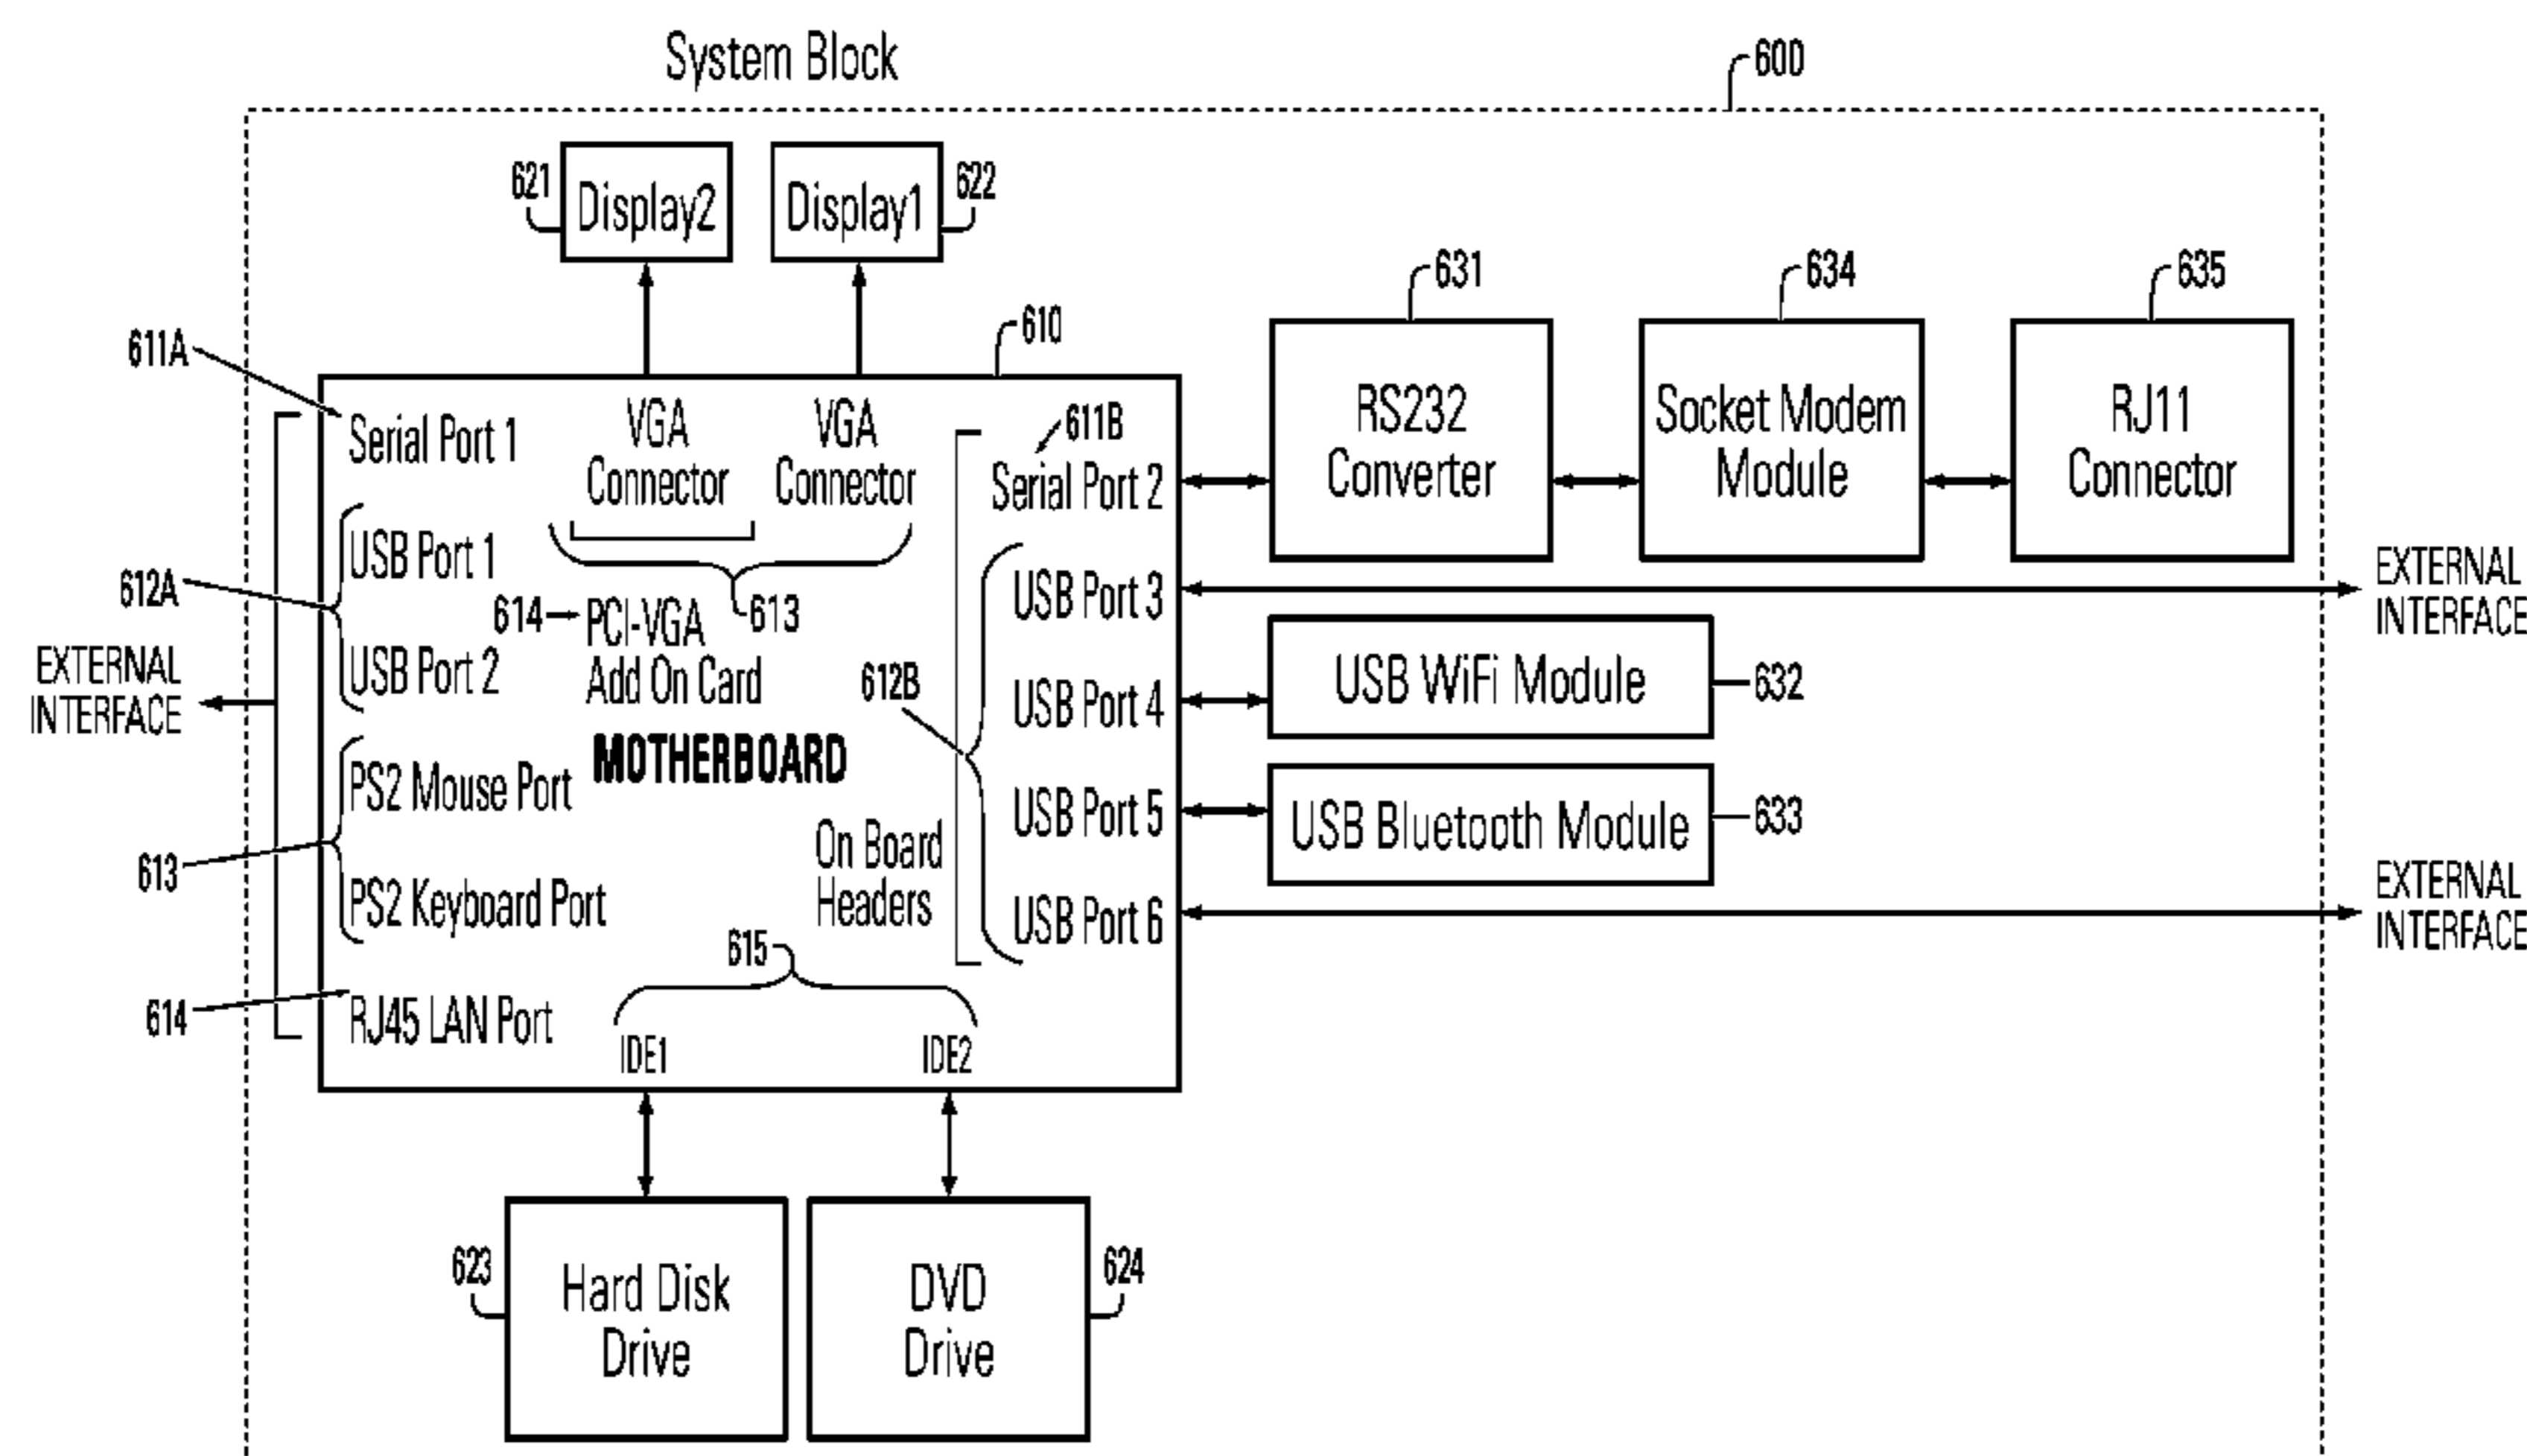 System Block
600
621
Display2
Display1
622
610
631
634
635
611A
Serial Port 1
VGA
Connector
VGA
Connector
611B
Serial Port 2
RS232
Converter
Socket Modem
Module
RJ11
Connector
612A
USB Port 1
USB Port 2
614
PCI-VGA
Add On Card
613
612B
USB Port 3
USB Port 4
USB Port 5
USB Port 6
EXTERNAL
INTERFACE
USB WiFi Module
632
EXTERNAL
INTERFACE
MOTHERBOARD
USB Bluetooth Module
633
613
PS2 Mouse Port
PS2 Keyboard Port
On Board
Headers
EXTERNAL
INTERFACE
614
RJ45 LAN Port
615
IDE1
IDE2
623
Hard Disk
Drive
DVD
Drive
624